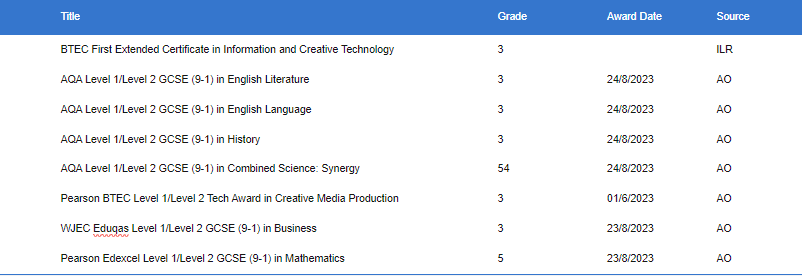 Title Grade Award Date Source
BTEC First Extended Certificate in Information and Creative Technology 3 ILR
AQA Level 1/Level 2 GCSE (9-1) in English Literature 3 24/8/2023 AO
AQA Level 1/Level 2 GCSE (9-1) in English Language 3 24/8/2023 AO
AQA Level 1/Level 2 GCSE (9-1) in History 3 24/8/2023 AO
AQA Level 1/Level 2 GCSE (9-1) in Combined Science: Synergy 54 24/8/2023 AO
Pearson BTEC Level 1/Level 2 Tech Award in Creative Media Production 3 01/6/2023 AO
WJEC Eduqas Level 1/Level 2 GCSE (9-1) in Business 3 23/8/2023 AO
Pearson Edexcel Level 1/Level 2 GCSE (9-1) in Mathematics 5 23/8/2023 AO